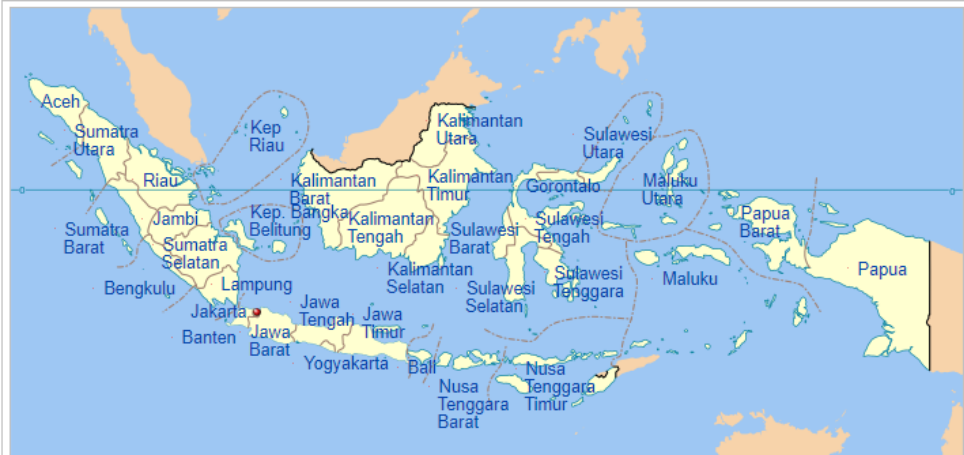 Aceh
Sumatra
Utara
Kep
Riau
Kalimantan
Utara
Sulawesi
Utara
Riau
Kalimantan
Barat
Kalimantan
Timur
Gorontalo
Maluku
Utara
0
0
Jambi
Kep. Bangka
Belitung
Kalimantan
Tengah
Sulawesi
Barat
Sulawesi
Tengah
Papua
Barat
Sumatra
Barat
Sumatra
Selatan
Kalimantan
Selatan
Sulawesi
Tenggara
Maluku
Papua
Bengkulu
Lampung
Sulawesi
Selatan
Jakarta
Jawa
Tengah
Jawa
Timur
Banten
Jawa
Barat
Yogyakarta
Bali
Nusa
Tenggara
Barat
Nusa
Tenggara
Timur